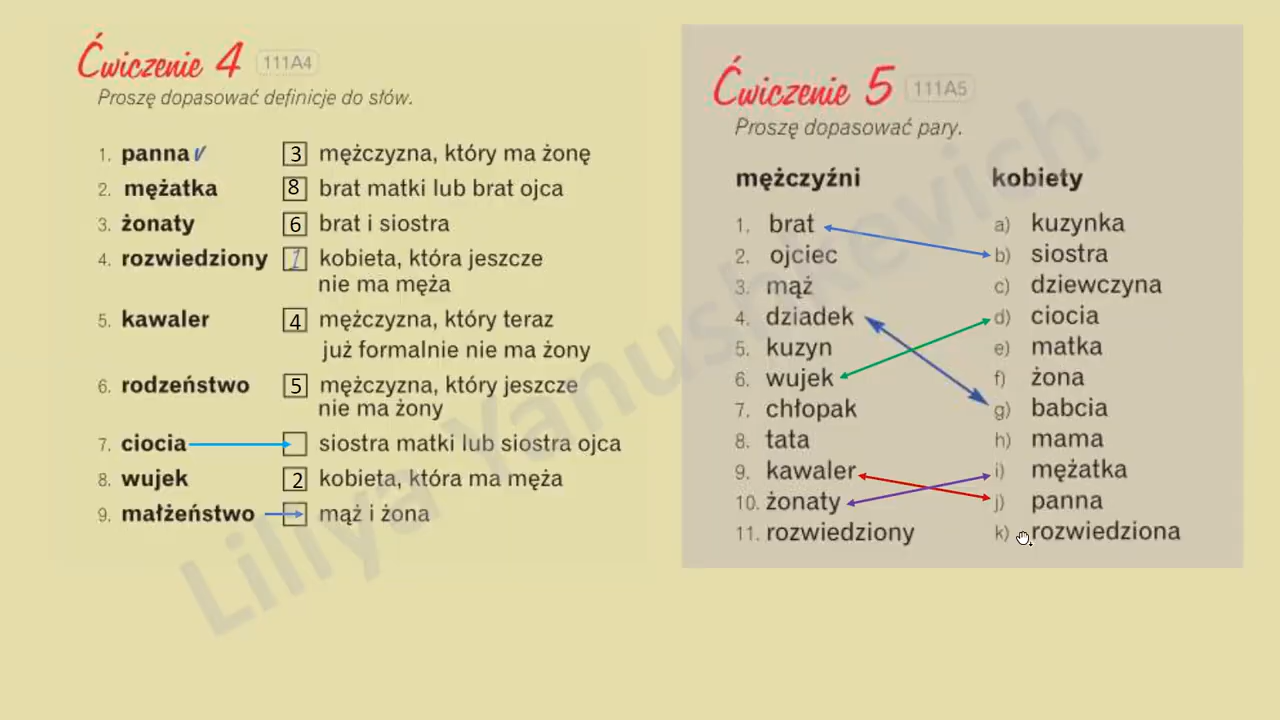 Ćwiczenie 4 111A4
Proszę dopasować definicje do słów.
1. panna V 3 mężczyzna, który ma żonę
2. mężatka 8 brat matki lub brat ojca
3. żonaty 6 brat i siostra
4. rozwiedziony 1 kobieta, która jeszcze
nie ma męża
5. kawaler 4 mężczyzna, który teraz
już formalnie nie ma żony
6. rodzeństwo 5 mężczyzna, który jeszcze
nie ma żony
7. ciocia siostra matki lub siostra ojca
8. wujek 2 kobieta, która ma męża
9. małżeństwo mąż i żona
Ćwiczenie 5 111A5
Proszę dopasować pary.
mężczyźni kobiety
1. brat a) kuzynka
2. ojciec b) siostra
3. mąż c) dziewczyna
4. dziadek d) ciocia
5. kuzyn e) matka
6. wujek f) żona
7. chłopak g) babcia
8. tata h) mama
9. kawaler i) mężatka
10. żonaty j) panna
11. rozwiedziony k) rozwiedziona
Liliya Yanushkevich